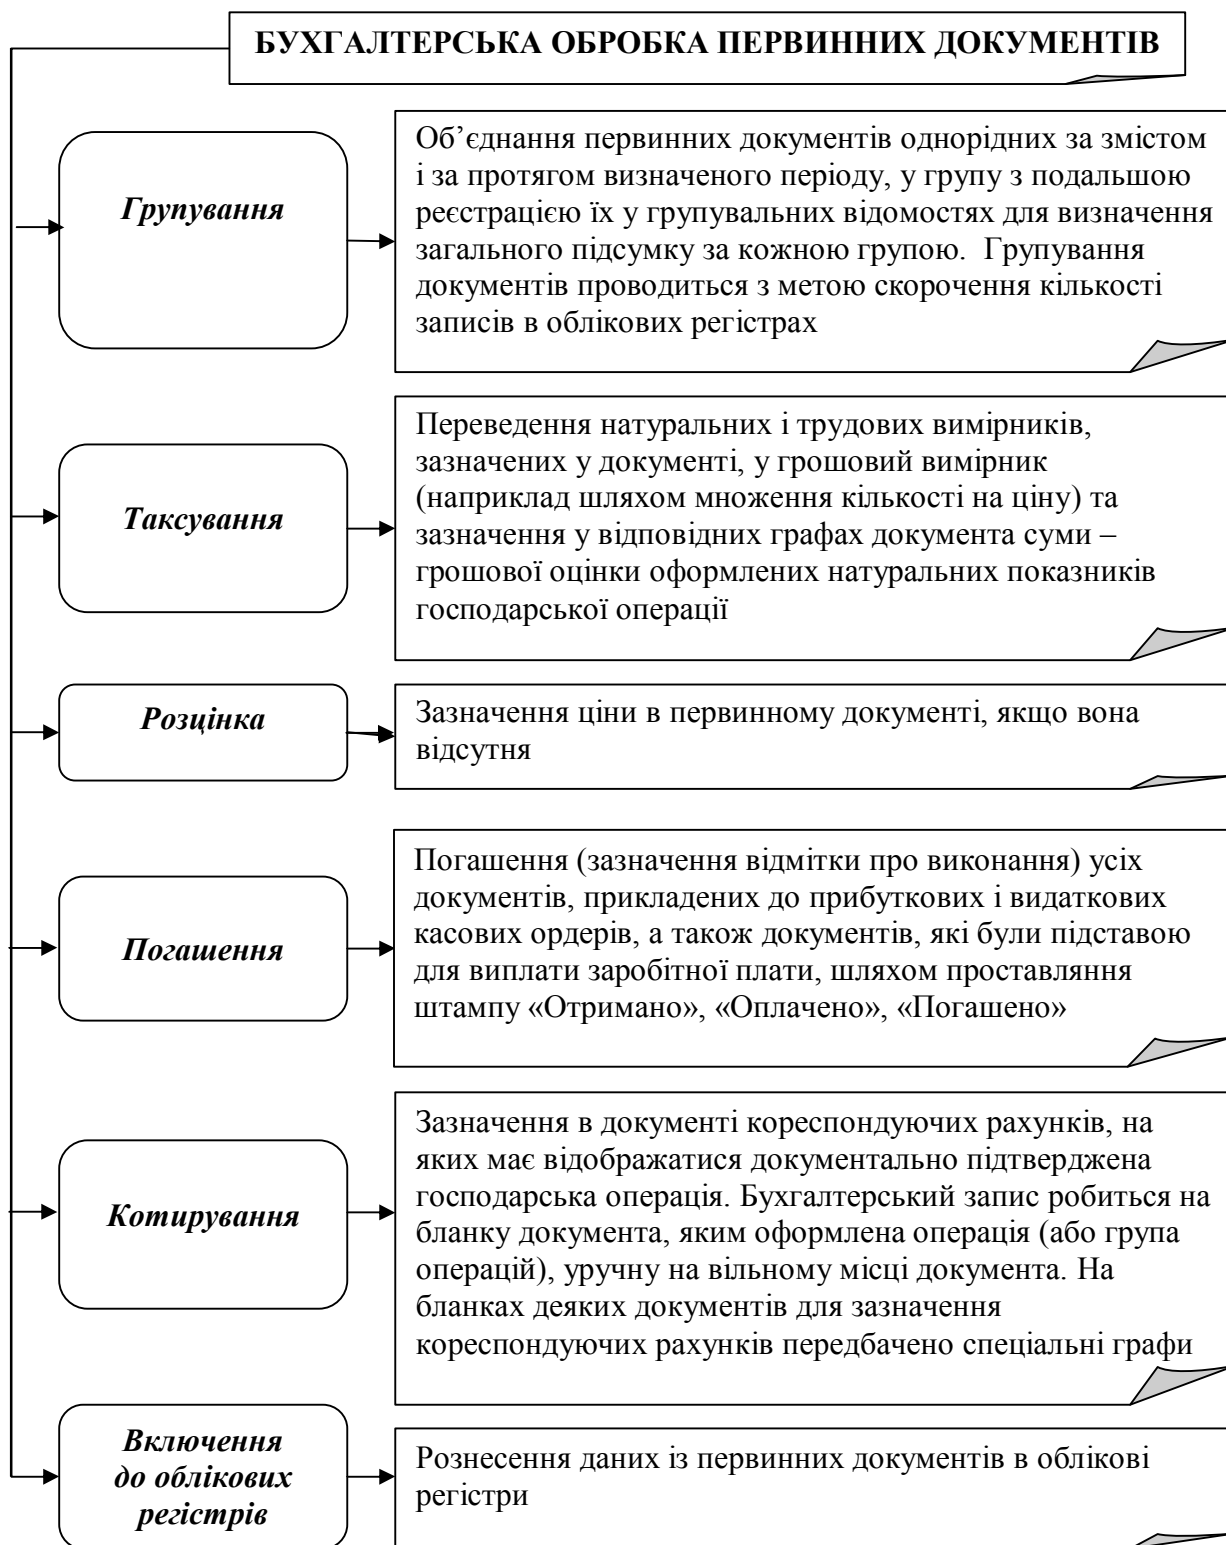 БУХГАЛТЕРСЬКА ОБРОБКА ПЕРВИННИХ ДОКУМЕНТІВ
Групування
Об’єднання первинних документів однорідних за змістом
і за протягом визначеного періоду, у групу з подальшою
реєстрацією їх у групувальних відомостях для визначення
загального підсумку за кожною групою. Групування
документів проводиться з метою скорочення кількості
записів в облікових регістрах
Таксування
Переведення натуральних і трудових вимірників,
зазначених у документі, у грошовий вимірник
(наприклад шляхом множення кількості на ціну) та
зазначення у відповідних графах документа суми –
грошової оцінки оформлених натуральних показників
господарської операції
Розцінка
Зазначення ціни в первинному документі, якщо вона
відсутня
Погашення
Погашення (зазначення відмітки про виконання) усіх
документів, прикладених до прибуткових і видаткових
касових ордерів, а також документів, які були підставою
для виплати заробітної плати, шляхом проставляння
штампу «Отримано», «Оплачено», «Погашено»
Котирування
Зазначення в документі кореспондуючих рахунків, на
яких має відображатися документально підтверджена
господарська операція. Бухгалтерський запис робиться на
бланку документа, яким оформлена операція (або група
операцій), уручну на вільному місці документа. На
бланках деяких документів для зазначення
кореспондуючих рахунків передбачено спеціальні графи
Включення
до облікових
регістрів
Рознесення даних із первинних документів в облікові
регістри